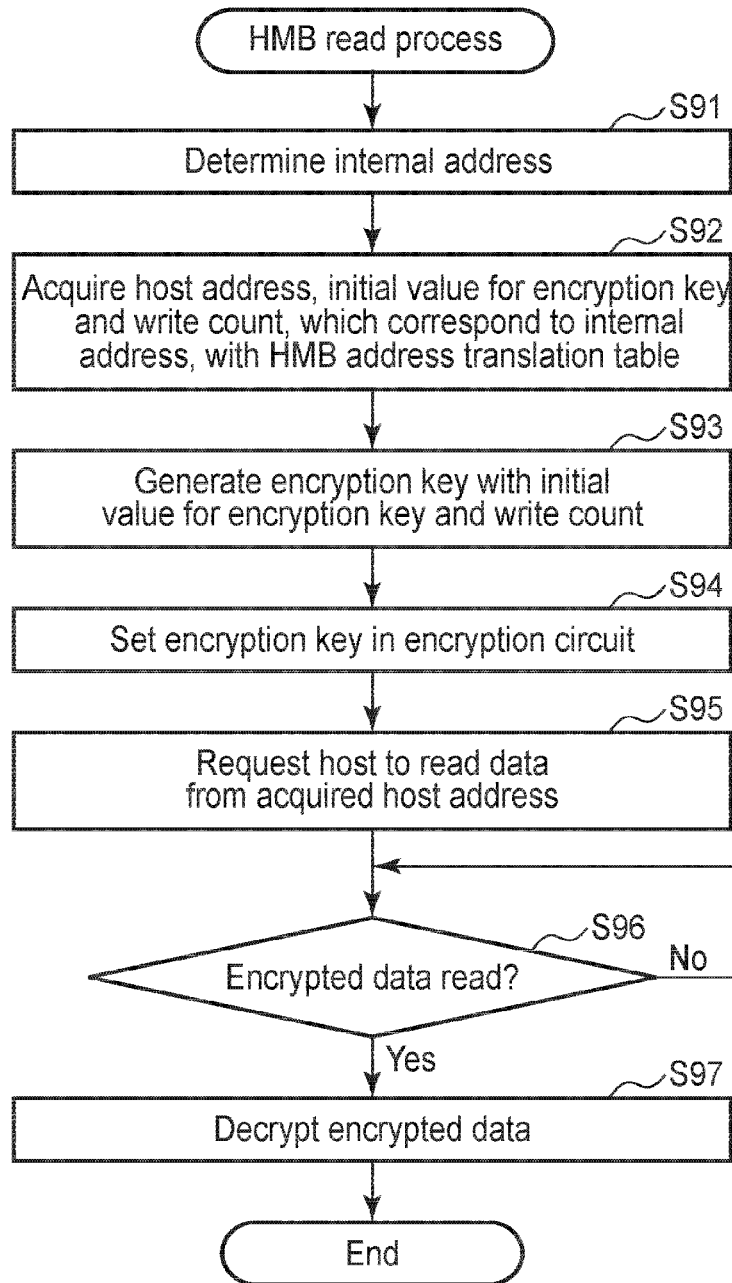 HMB read process
S91
Determine internal address
S92
Acquire host address, initial value for encryption key
and write count, which correspond to internal
address, with HMB address translation table
S93
Generate encryption key with initial
value for encryption key and write count
S94
Set encryption key in encryption circuit
S95
Request host to read data
from acquired host address
S96
Encrypted data read?
No
Yes
S97
Decrypt encrypted data
End